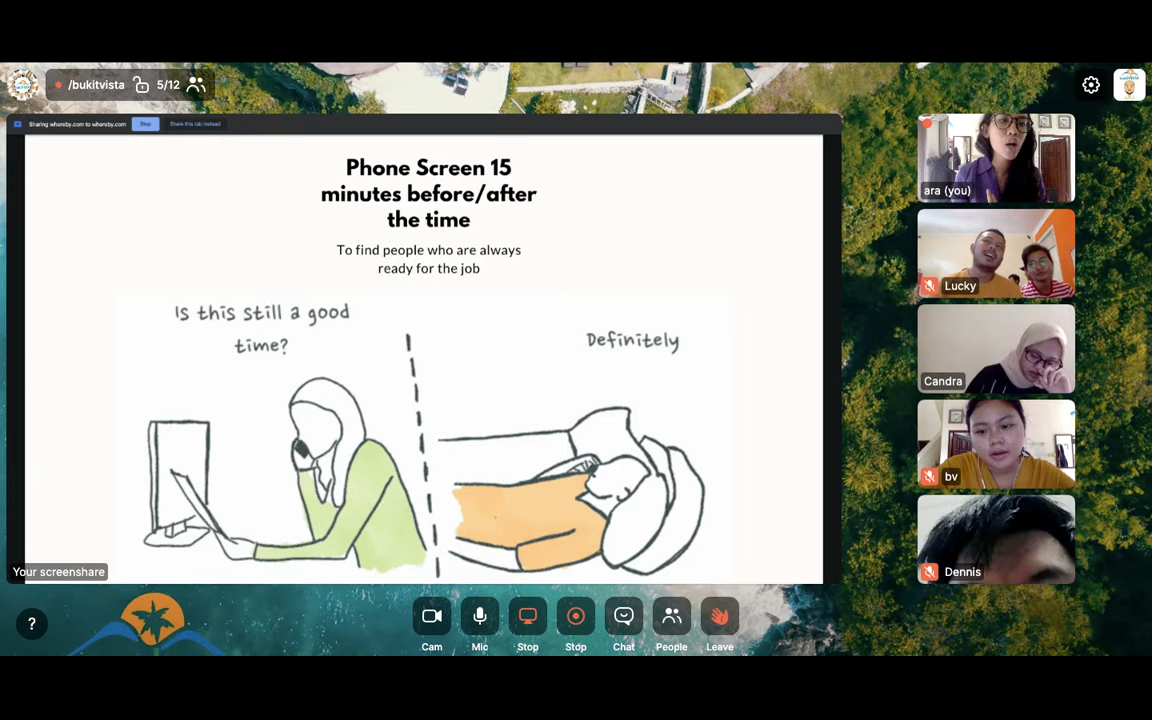 /bukitvista 5/12
Sharing whereby.com to whereby.com Stop Share this tab instead
Phone Screen 15
minutes before/after
the time
To find people who are always
ready for the job
Is this still a good
time?
Definitely
Your screenshare
ara (you)
Lucky
Candra
bv
Dennis
?
Cam Mic Stop Stop Chat People Leave